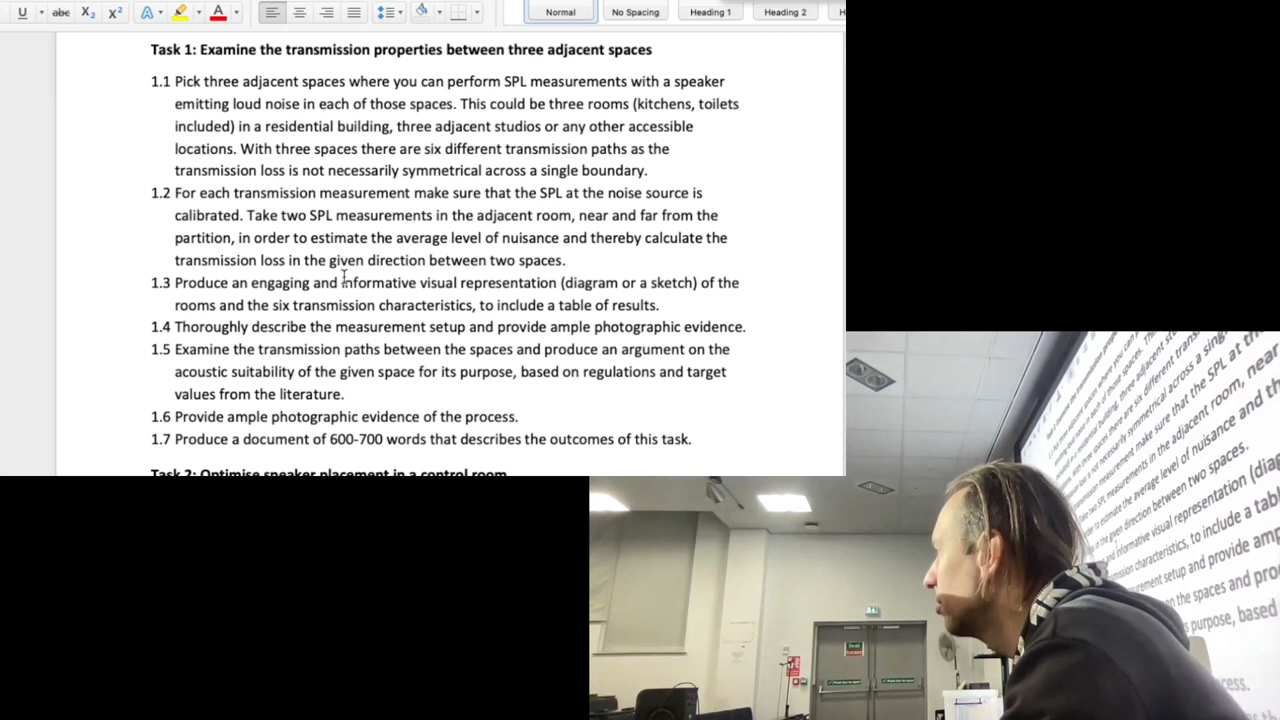 U abc X₂ X² A A
Normal No Spacing Heading 1 Heading 2 H
Task 1: Examine the transmission properties between three adjacent spaces
1.1 Pick three adjacent spaces where you can perform SPL measurements with a speaker
emitting loud noise in each of those spaces. This could be three rooms (kitchens, toilets
included) in a residential building, three adjacent studios or any other accessible
locations. With three spaces there are six different transmission paths as the
transmission loss is not necessarily symmetrical across a single boundary.
1.2 For each transmission measurement make sure that the SPL at the noise source is
calibrated. Take two SPL measurements in the adjacent room, near and far from the
partition, in order to estimate the average level of nuisance and thereby calculate the
transmission loss in the given direction between two spaces.
1.3 Produce an engaging and informative visual representation (diagram or a sketch) of the
rooms and the six transmission characteristics, to include a table of results.
1.4 Thoroughly describe the measurement setup and provide ample photographic evidence.
1.5 Examine the transmission paths between the spaces and produce an argument on the
acoustic suitability of the given space for its purpose, based on regulations and target
values from the literature.
1.6 Provide ample photographic evidence of the process.
1.7 Produce a document of 600-700 words that describes the outcomes of this task.
Task 2: Optimise speaker placement in a control room